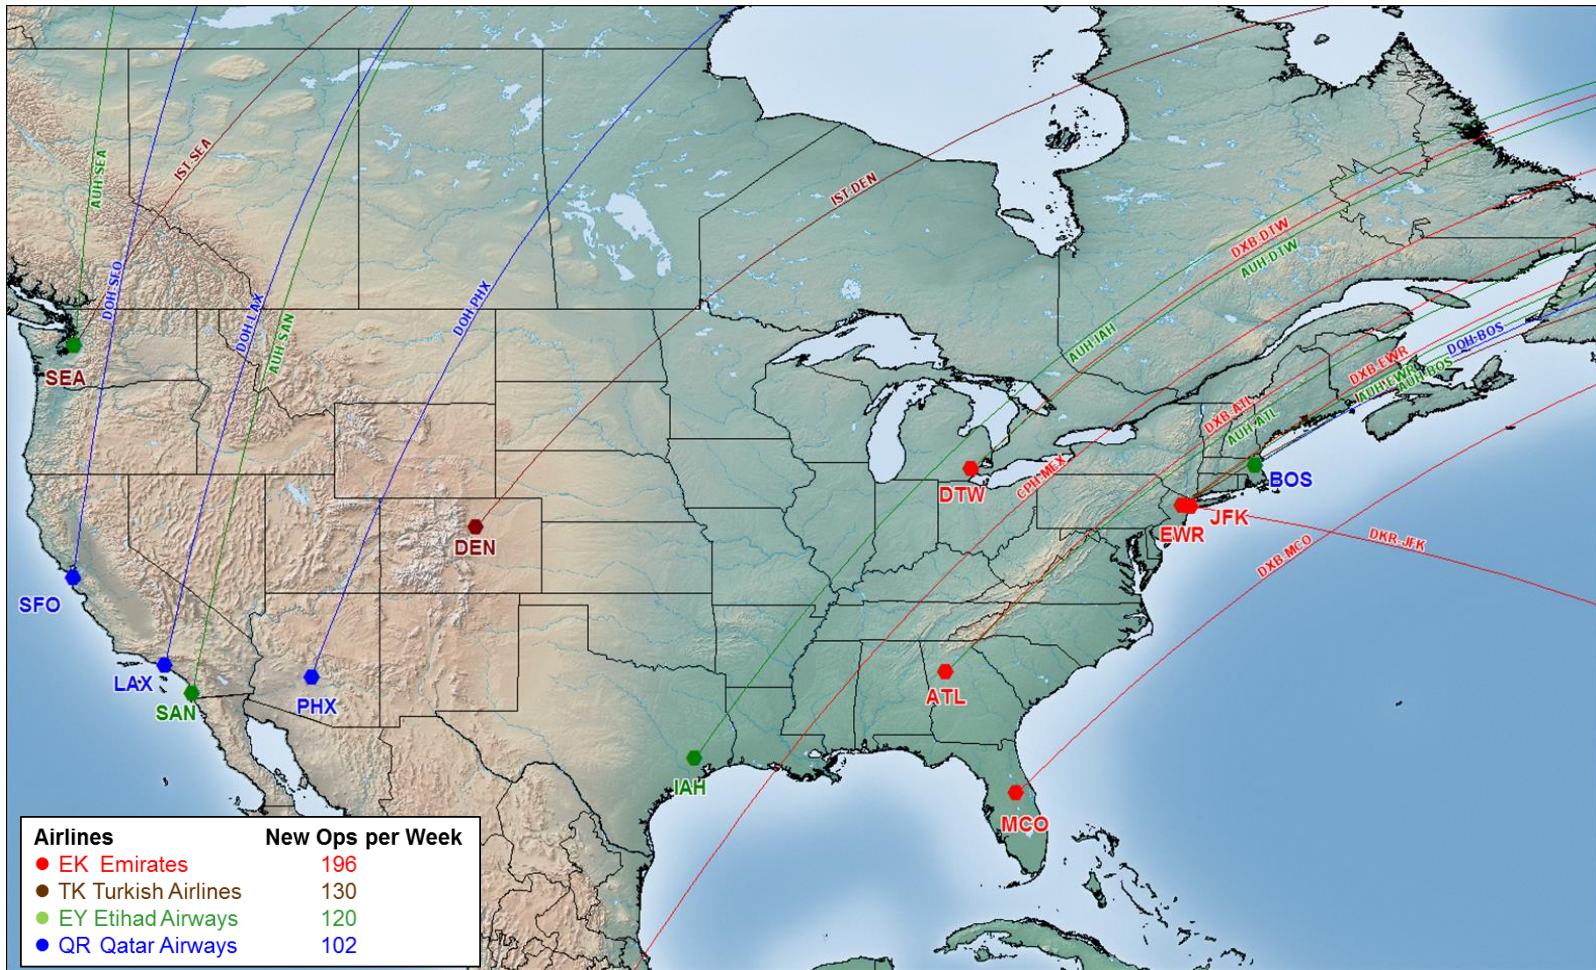 AUH-SEA
IST-SEA
DOH-SFO
DOH-LAX
AUH-SAN
DOH-PHX
IST-DEN
DXB-DTW
AUH-DTW
AUH-IAH
DXB-EWR
DOH-BOS
AUH-EWR
AUH-BOS
DXB-ATL
AUH-ATL
CPH-MEX
DXB-MCO
DKR-JFK
SEA
DTW
BOS
JFK
EWR
DEN
SFO
LAX
SAN
PHX
ATL
IAH
MCO
Airlines New Ops per Week
EK Emirates 196
TK Turkish Airlines 130
EY Etihad Airways 120
QR Qatar Airways 102